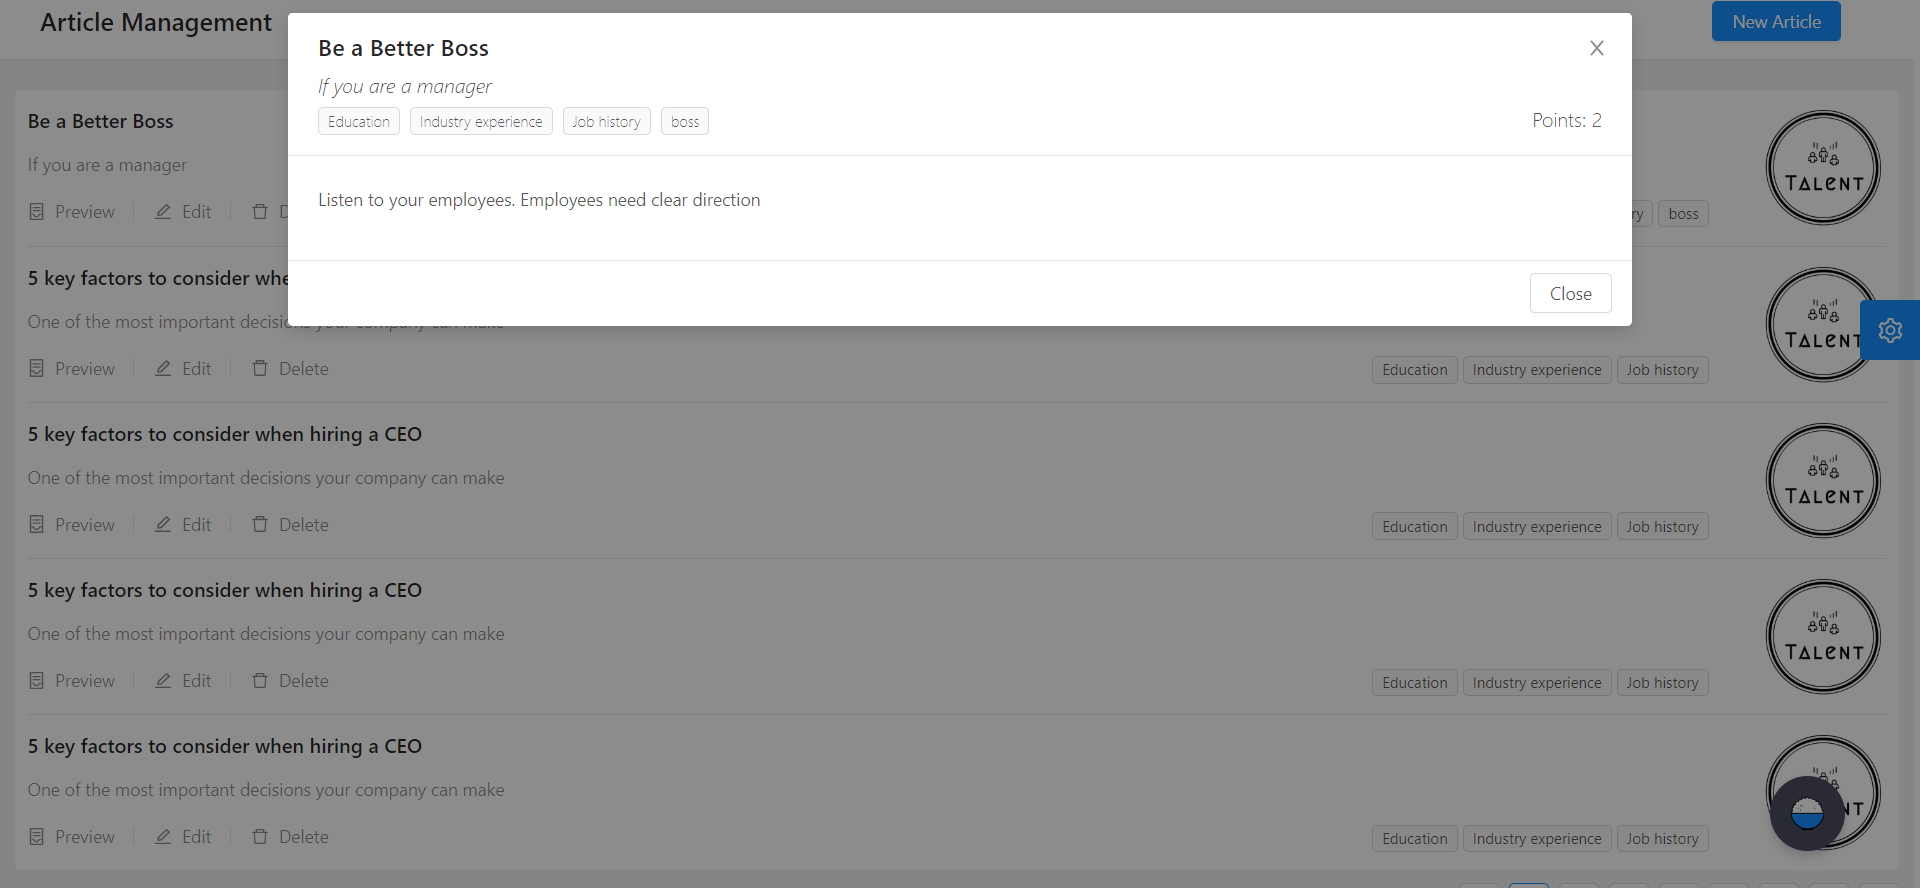 Article Management
New Article
Be a Better Boss
If you are a manager
Education Industry experience Job history boss
Points: 2
Listen to your employees. Employees need clear direction
Close
Be a Better Boss
If you are a manager
Preview Edit
boss
TALENT
5 key factors to consider
One of the most important
Preview Edit Delete
Education Industry experience Job history
TALENT
5 key factors to consider when hiring a CEO
One of the most important decisions your company can make
Preview Edit Delete
Education Industry experience Job history
TALENT
5 key factors to consider when hiring a CEO
One of the most important decisions your company can make
Preview Edit Delete
Education Industry experience Job history
TALENT
5 key factors to consider when hiring a CEO
One of the most important decisions your company can make
Preview Edit Delete
Education Industry experience Job history